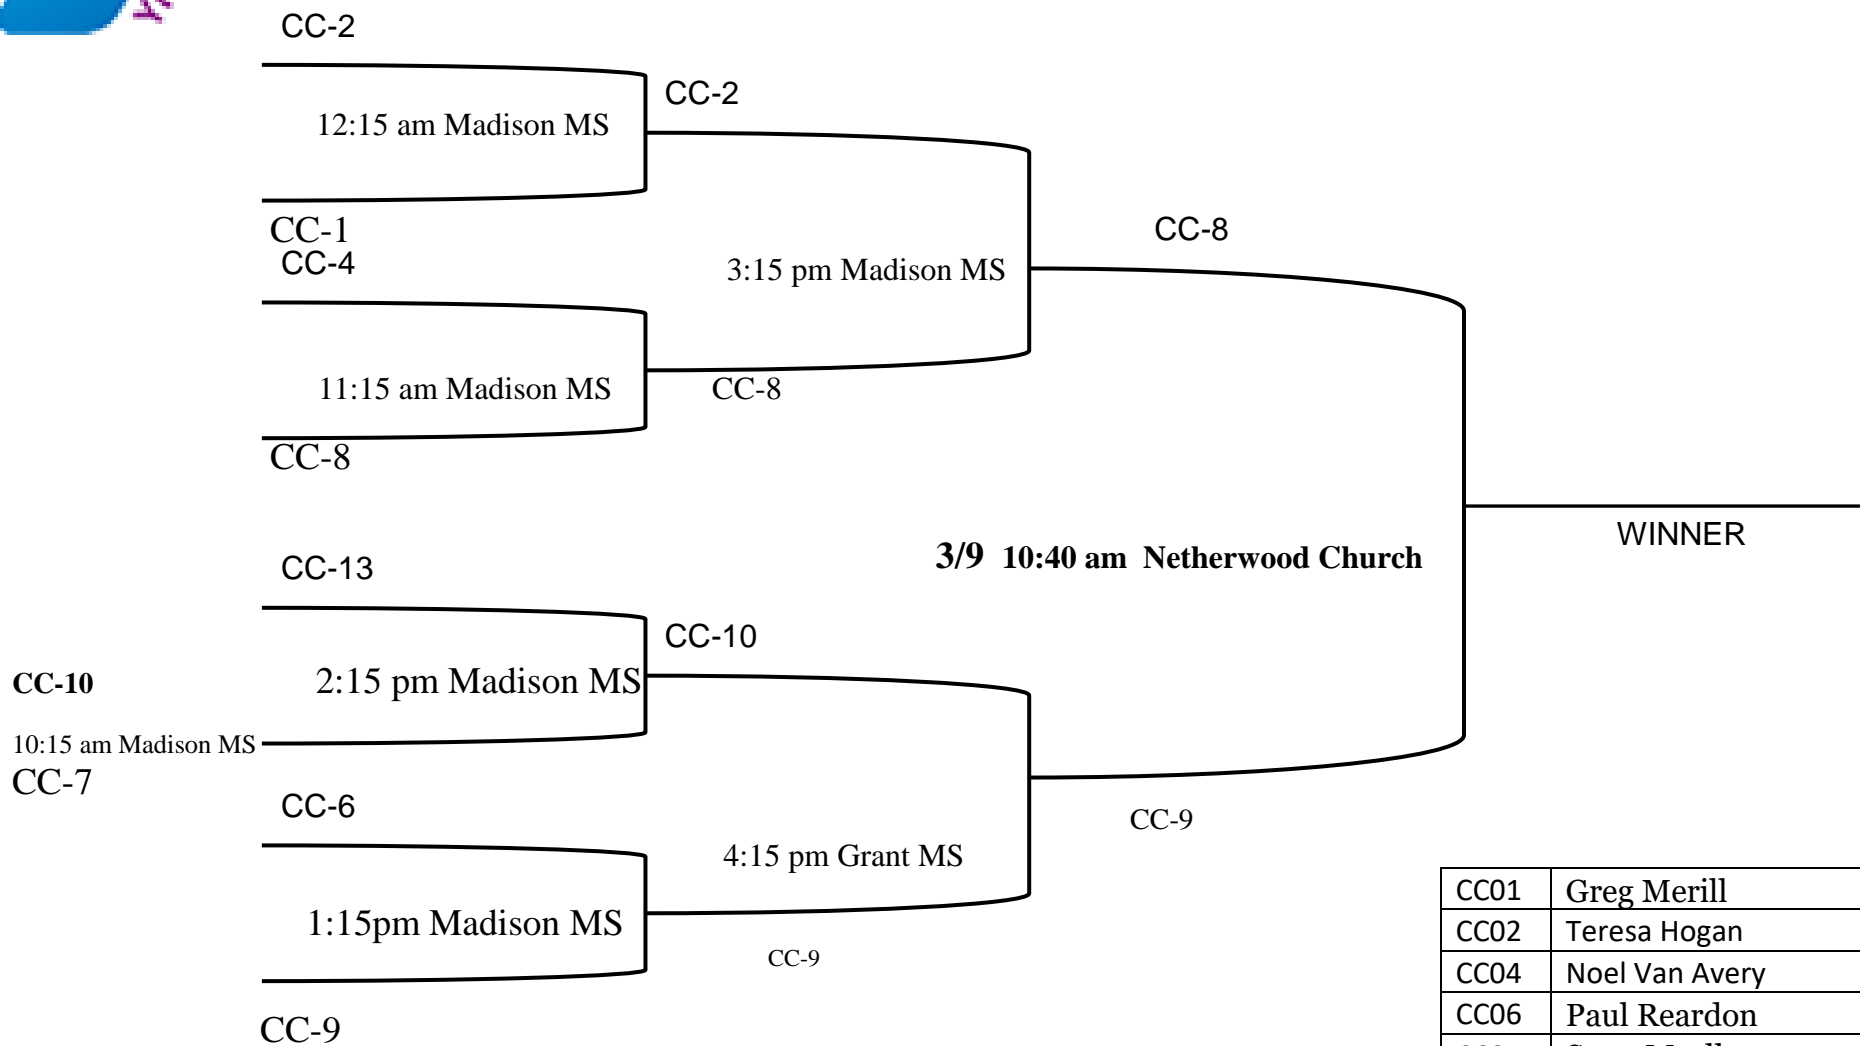 CC-2
CC-2
12:15 am Madison MS
CC-1
CC-8
CC-4
3:15 pm Madison MS
11:15 am Madison MS
CC-8
CC-8
WINNER
3/9 10:40 am Netherwood Church
CC-13
CC-10
CC-10
2:15 pm Madison MS
10:15 am Madison MS
CC-7
CC-6
CC-9
4:15 pm Grant MS
1:15pm Madison MS
CC-9
CC-9
CC01 Greg Merill
CC02 Teresa Hogan
CC04 Noel Van Avery
CC06 Paul Reardon